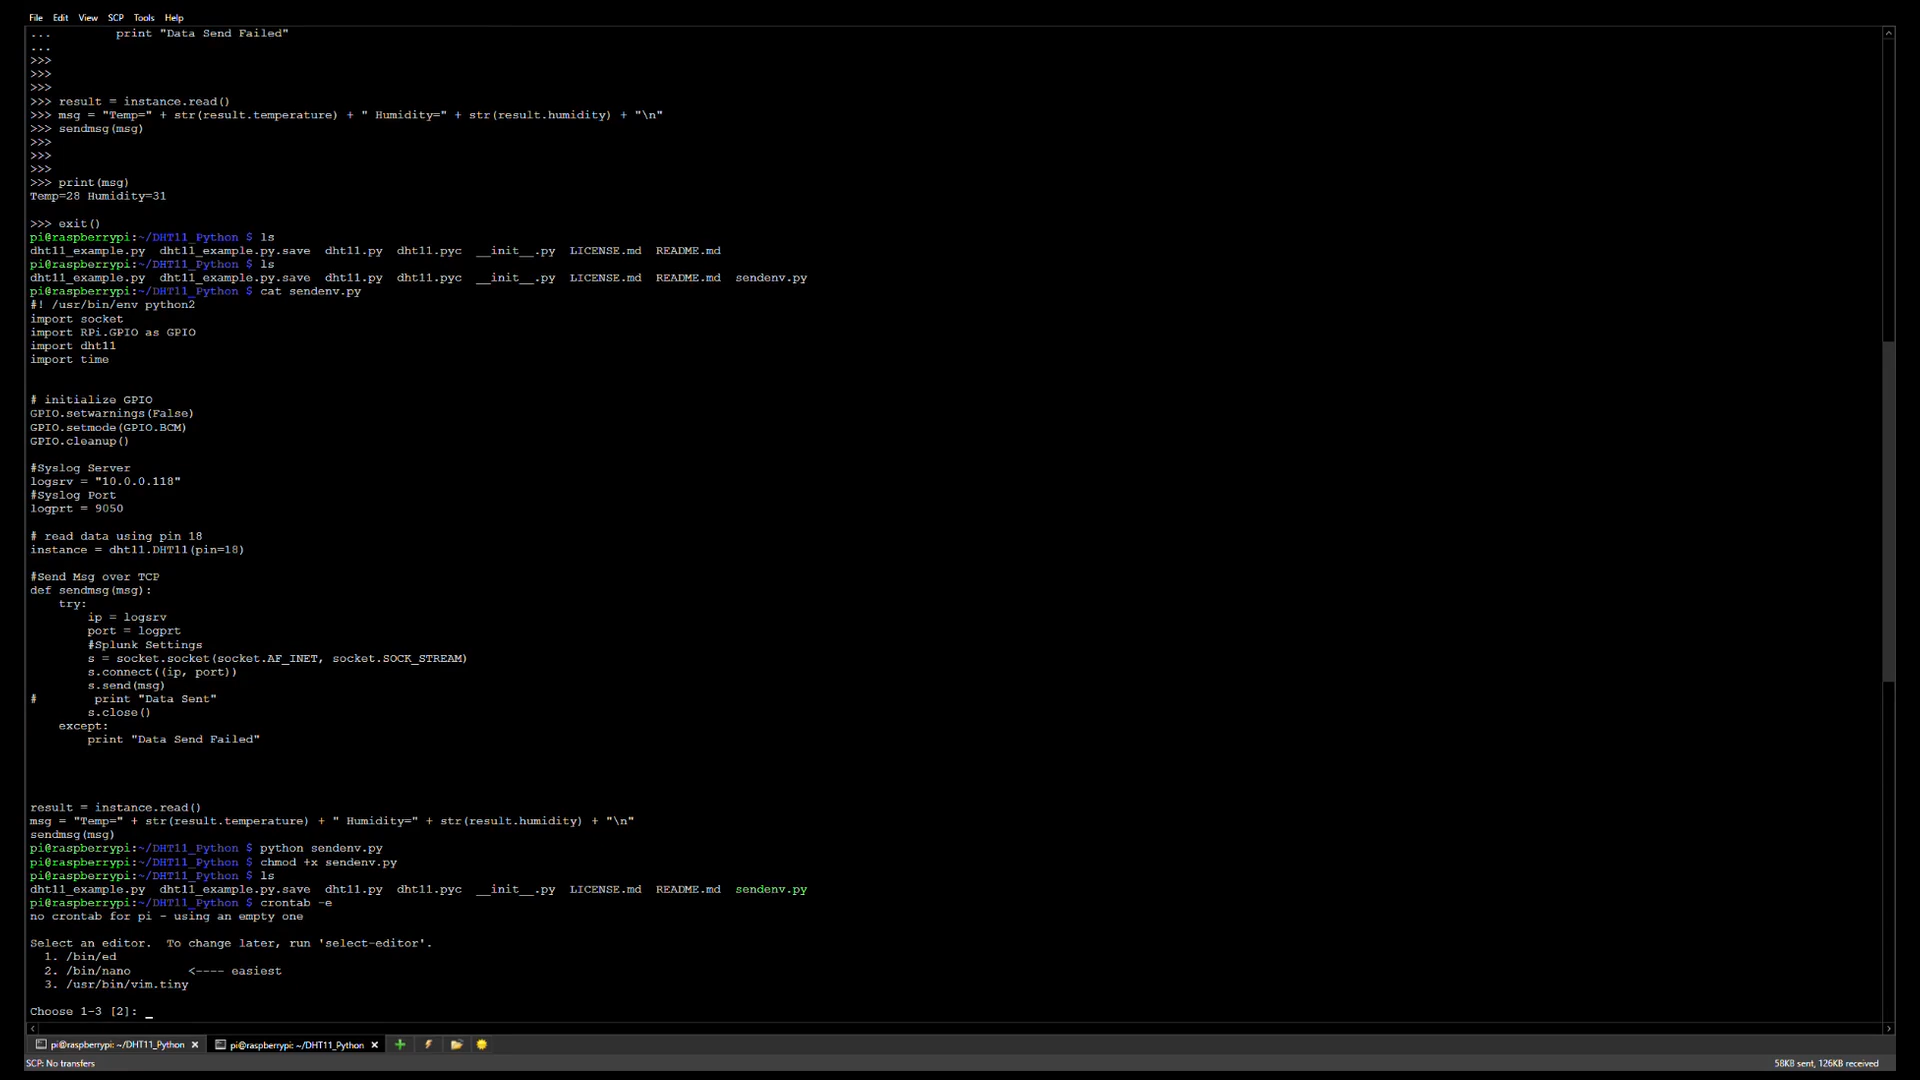 File Edit View SCP Tools Help
...         print "Data Send Failed"
...
>>>
>>>
>>>
>>> result = instance.read()
>>> msg = "Temp=" + str(result.temperature) + " Humidity=" + str(result.humidity) + "\n"
>>> sendmsg(msg)
>>>
>>>
>>>
>>> print(msg)
Temp=28 Humidity=31
>>> exit()
pi@raspberrypi:~/DHT11_Python $ ls
dht11_example.py  dht11_example.py.save  dht11.py  dht11.pyc  __init__.py  LICENSE.md  README.md
pi@raspberrypi:~/DHT11_Python $ ls
dht11_example.py  dht11_example.py.save  dht11.py  dht11.pyc  __init__.py  LICENSE.md  README.md  sendenv.py
pi@raspberrypi:~/DHT11_Python $ cat sendenv.py
#! /usr/bin/env python2
import socket
import RPi.GPIO as GPIO
import dht11
import time
# initialize GPIO
GPIO.setwarnings(False)
GPIO.setmode(GPIO.BCM)
GPIO.cleanup()
#Syslog Server
logsrv = "10.0.0.118"
#Syslog Port
logprt = 9050
# read data using pin 18
instance = dht11.DHT11(pin=18)
#Send Msg over TCP
def sendmsg(msg):
    try:
        ip = logsrv
        port = logprt
        #Splunk Settings
        s = socket.socket(socket.AF_INET, socket.SOCK_STREAM)
        s.connect((ip, port))
        s.send(msg)
#        print "Data Sent"
        s.close()
    except:
        print "Data Send Failed"
result = instance.read()
msg = "Temp=" + str(result.temperature) + " Humidity=" + str(result.humidity) + "\n"
sendmsg(msg)
pi@raspberrypi:~/DHT11_Python $ python sendenv.py
pi@raspberrypi:~/DHT11_Python $ chmod +x sendenv.py
pi@raspberrypi:~/DHT11_Python $ ls
dht11_example.py  dht11_example.py.save  dht11.py  dht11.pyc  __init__.py  LICENSE.md  README.md  sendenv.py
pi@raspberrypi:~/DHT11_Python $ crontab -e
no crontab for pi - using an empty one
Select an editor.  To change later, run 'select-editor'.
  1. /bin/ed
  2. /bin/nano        <---- easiest
  3. /usr/bin/vim.tiny
Choose 1-3 [2]: _
pi@raspberrypi: ~/DHT11_Python pi@raspberrypi: ~/DHT11_Python
SCP: No transfers 58KB sent, 126KB received